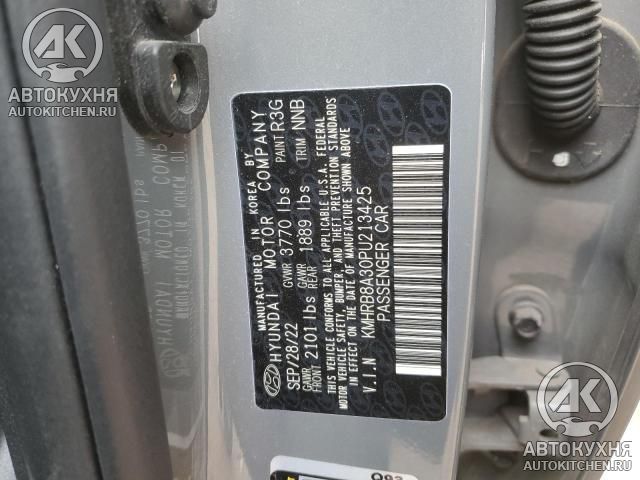 АВТОКУХНЯ
AUTOKITCHEN.RU
MANUFACTURED IN KOREA BY
HYUNDAI MOTOR COMPANY
SEP/28/22 GVWR 3770 lbs PAINT R3G
GAWR FRONT 2101 lbs GAWR REAR 1889 lbs TRIM NNB
THIS VEHICLE CONFORMS TO ALL APPLICABLE U.S.A. FEDERAL
MOTOR VEHICLE SAFETY, BUMPER, AND THEFT PREVENTION STANDARDS
IN EFFECT ON THE DATE OF MANUFACTURE SHOWN ABOVE.
V.I.N KMHRB8A30PU213425
PASSENGER CAR
АВТОКУХНЯ
AUTOKITCHEN.RU